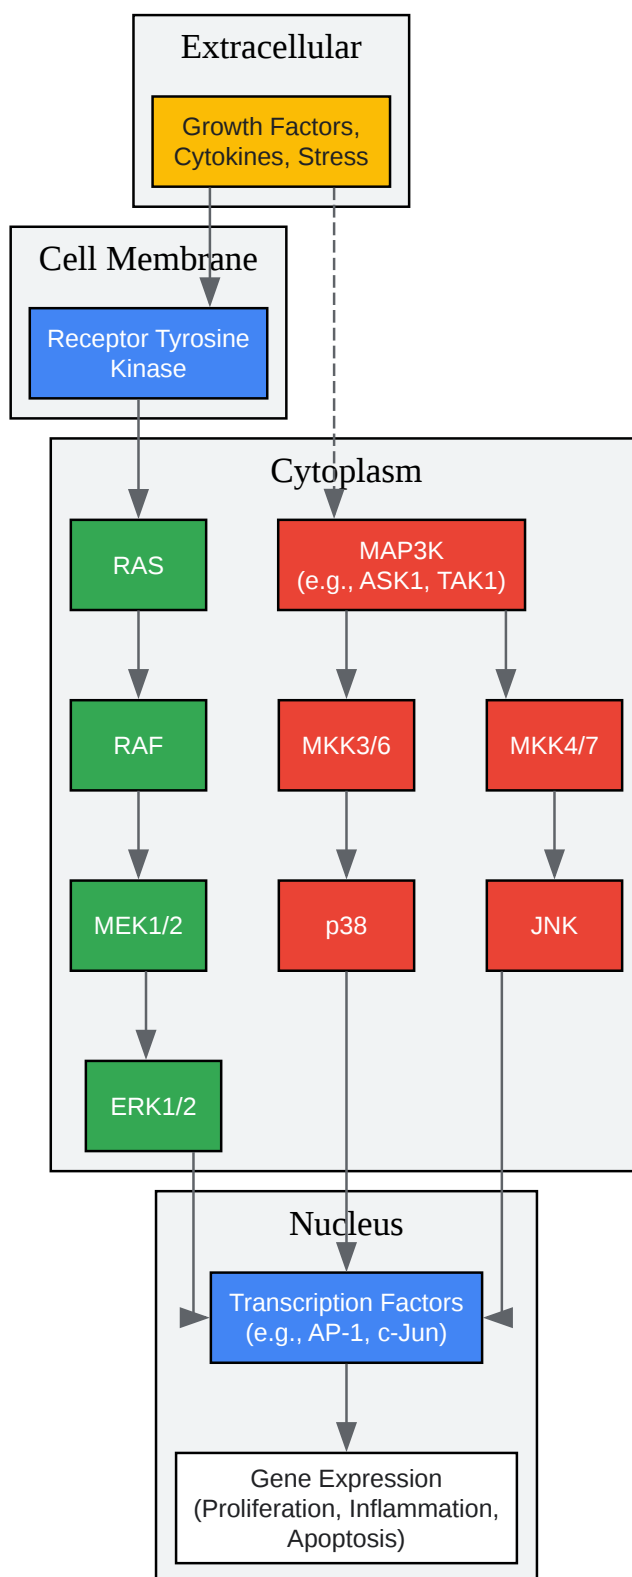 Extracellular
Growth Factors,
Cytokines, Stress
Cell Membrane
Receptor Tyrosine
Kinase
Cytoplasm
RAS
MAP3K
(e.g., ASK1, TAK1)
RAF
MKK3/6
MKK4/7
MEK1/2
p38
JNK
ERK1/2
Nucleus
Transcription Factors
(e.g., AP-1, c-Jun)
Gene Expression
(Proliferation, Inflammation,
Apoptosis)